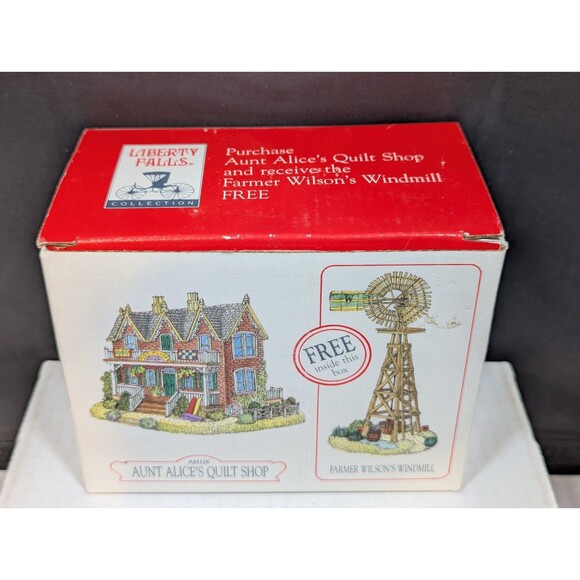 LIBERTY
FALLS™
COLLECTION
Purchase
Aunt Alice's Quilt Shop
and receive the
Farmer Wilson's Windmill
FREE
FREE
inside this
box
W
AH126
AUNT ALICE'S QUILT SHOP
FARMER WILSON'S WINDMILL